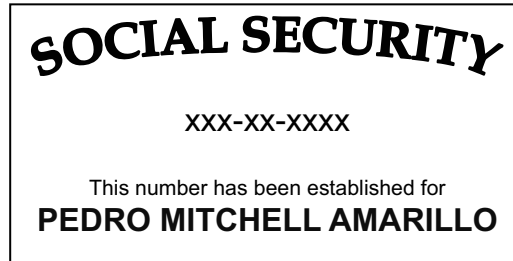 SOCIAL SECURITY
xxx-xx-xxxx
This number has been established for
PEDRO MITCHELL AMARILLO